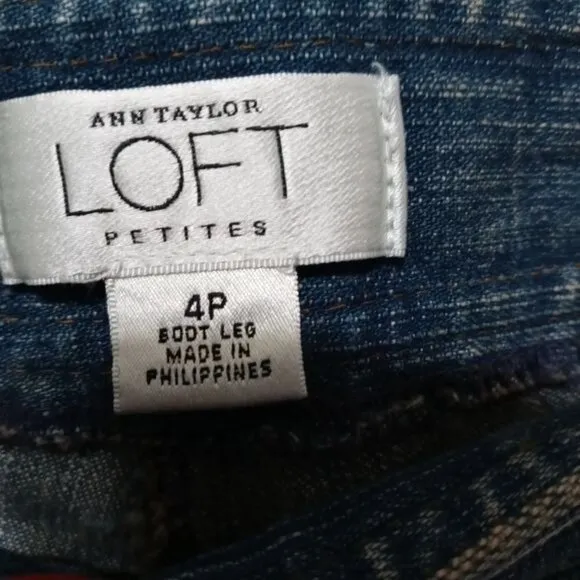 ANN TAYLOR
LOFT
PETITES
4P
BOOT LEG
MADE IN
PHILIPPINES